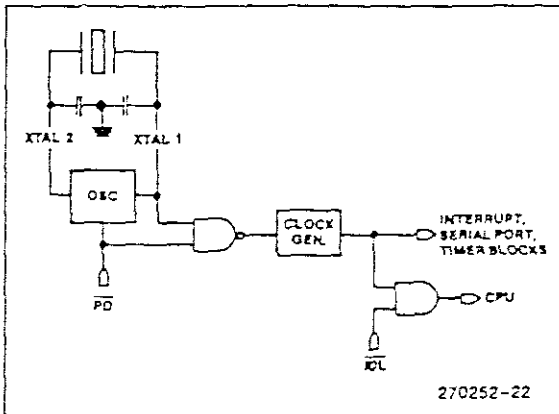 XTAL 2 XTAL 1
OSC
CLOCK
GEN.
INTERRUPT,
SERIAL PORT,
TIMER BLOCKS
PD
CPU
IDL
270252-22